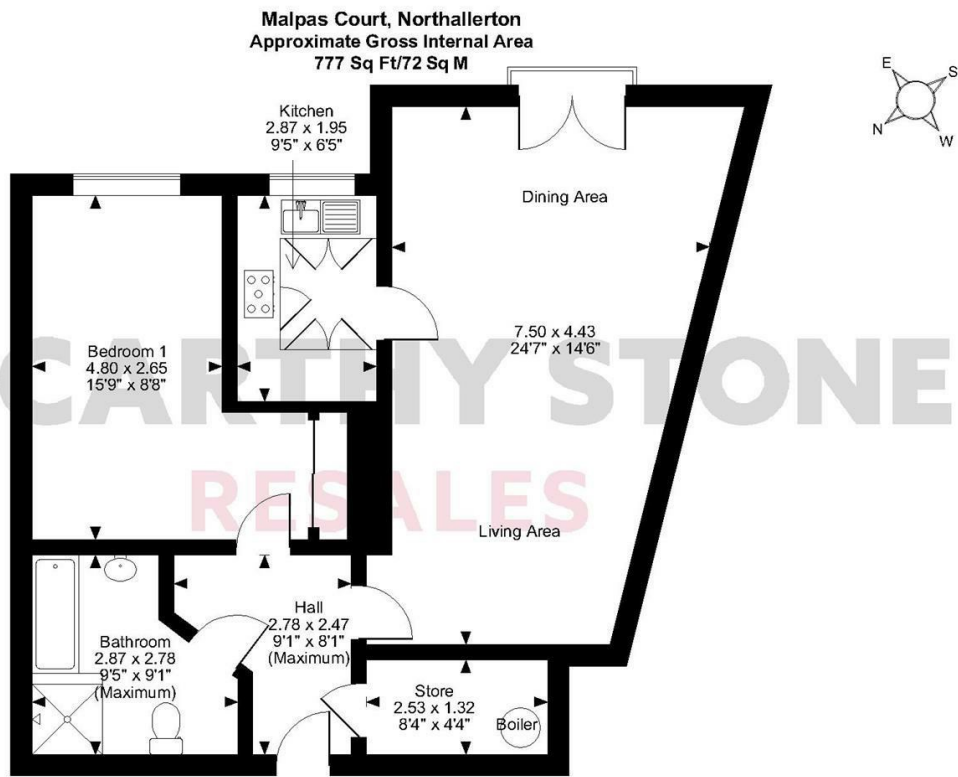 Malpas Court, Northallerton
Approximate Gross Internal Area
777 Sq Ft/72 Sq M
E
S
N
W
Kitchen
2.87 x 1.95
9'5" x 6'5"
Dining Area
7.50 x 4.43
24'7" x 14'6"
Bedroom 1
4.80 x 2.65
15'9" x 8'8"
CARTHY STONE
RESALES
Living Area
Hall
2.78 x 2.47
9'1" x 8'1"
(Maximum)
Bathroom
2.87 x 2.78
9'5" x 9'1"
(Maximum)
Store
2.53 x 1.32
8'4" x 4'4"
Boiler